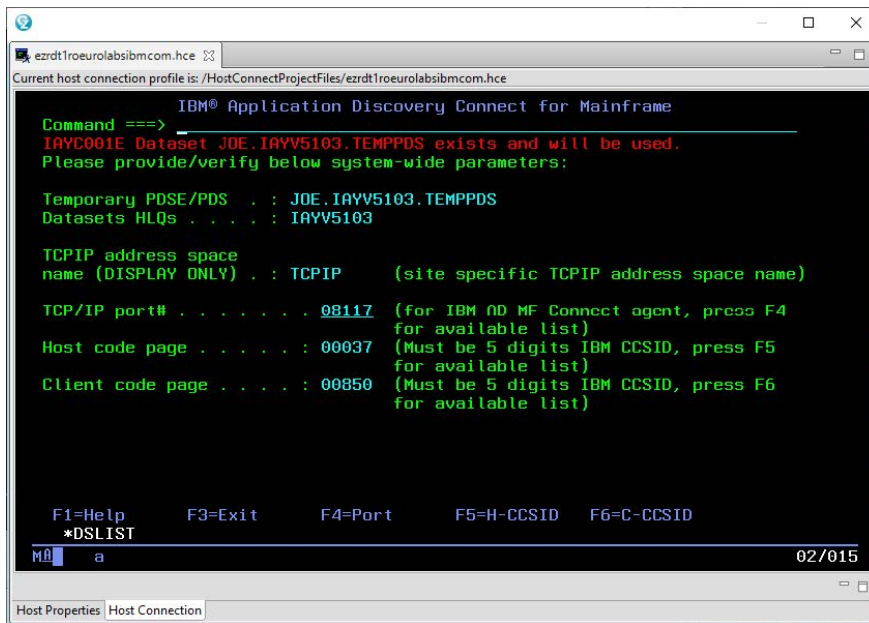 ezrdt1roeurolabsibmcom.hce
Current host connection profile is: /HostConnectProjectFiles/ezrdt1roeurolabsibmcom.hce
IBM® Application Discovery Connect for Mainframe
Command ===>
IAYC001E Dataset JOE.IAYV5103.TEMPPDS exists and will be used.
Please provide/verify below system-wide parameters:
Temporary PDSE/PDS . : JOE.IAYV5103.TEMPPDS
Datasets HLQs . . . . : IAYV5103
TCPIP address space
name (DISPLAY ONLY) . : TCPIP (site specific TCPIP address space name)
TCP/IP port# . . . . . . . 08117 (for IBM AD MF Connect agent, press F4
for available list)
Host code page . . . . . : 00037 (Must be 5 digits IBM CCSID, press F5
for available list)
Client code page . . . . : 00850 (Must be 5 digits IBM CCSID, press F6
for available list)
F1=Help F3=Exit F4=Port F5=H-CCSID F6=C-CCSID
*DSLIST
MA a 02/015
Host Properties Host Connection